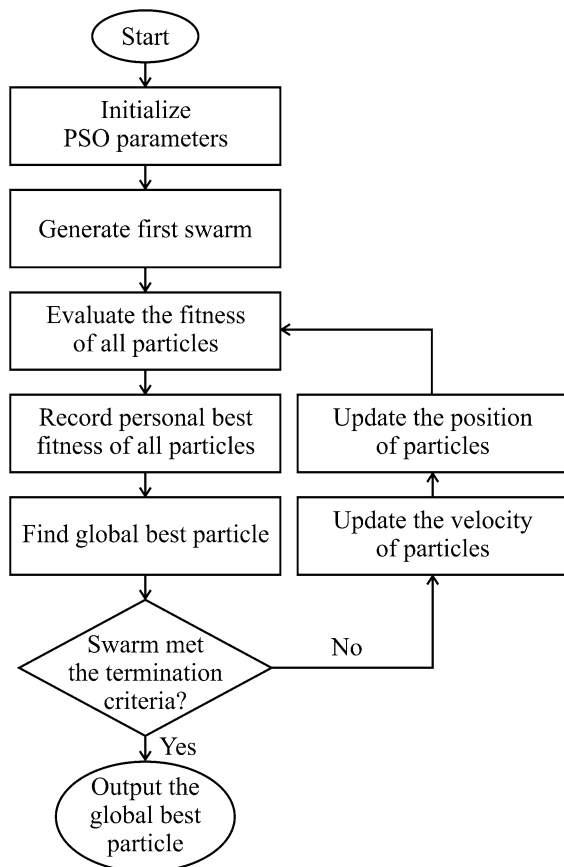 Start
Initialize
PSO parameters
Generate first swarm
Evaluate the fitness
of all particles
Record personal best
fitness of all particles
Update the position
of particles
Find global best particle
Update the velocity
of particles
Swarm met
the termination
criteria?
No
Yes
Output the
global best
particle